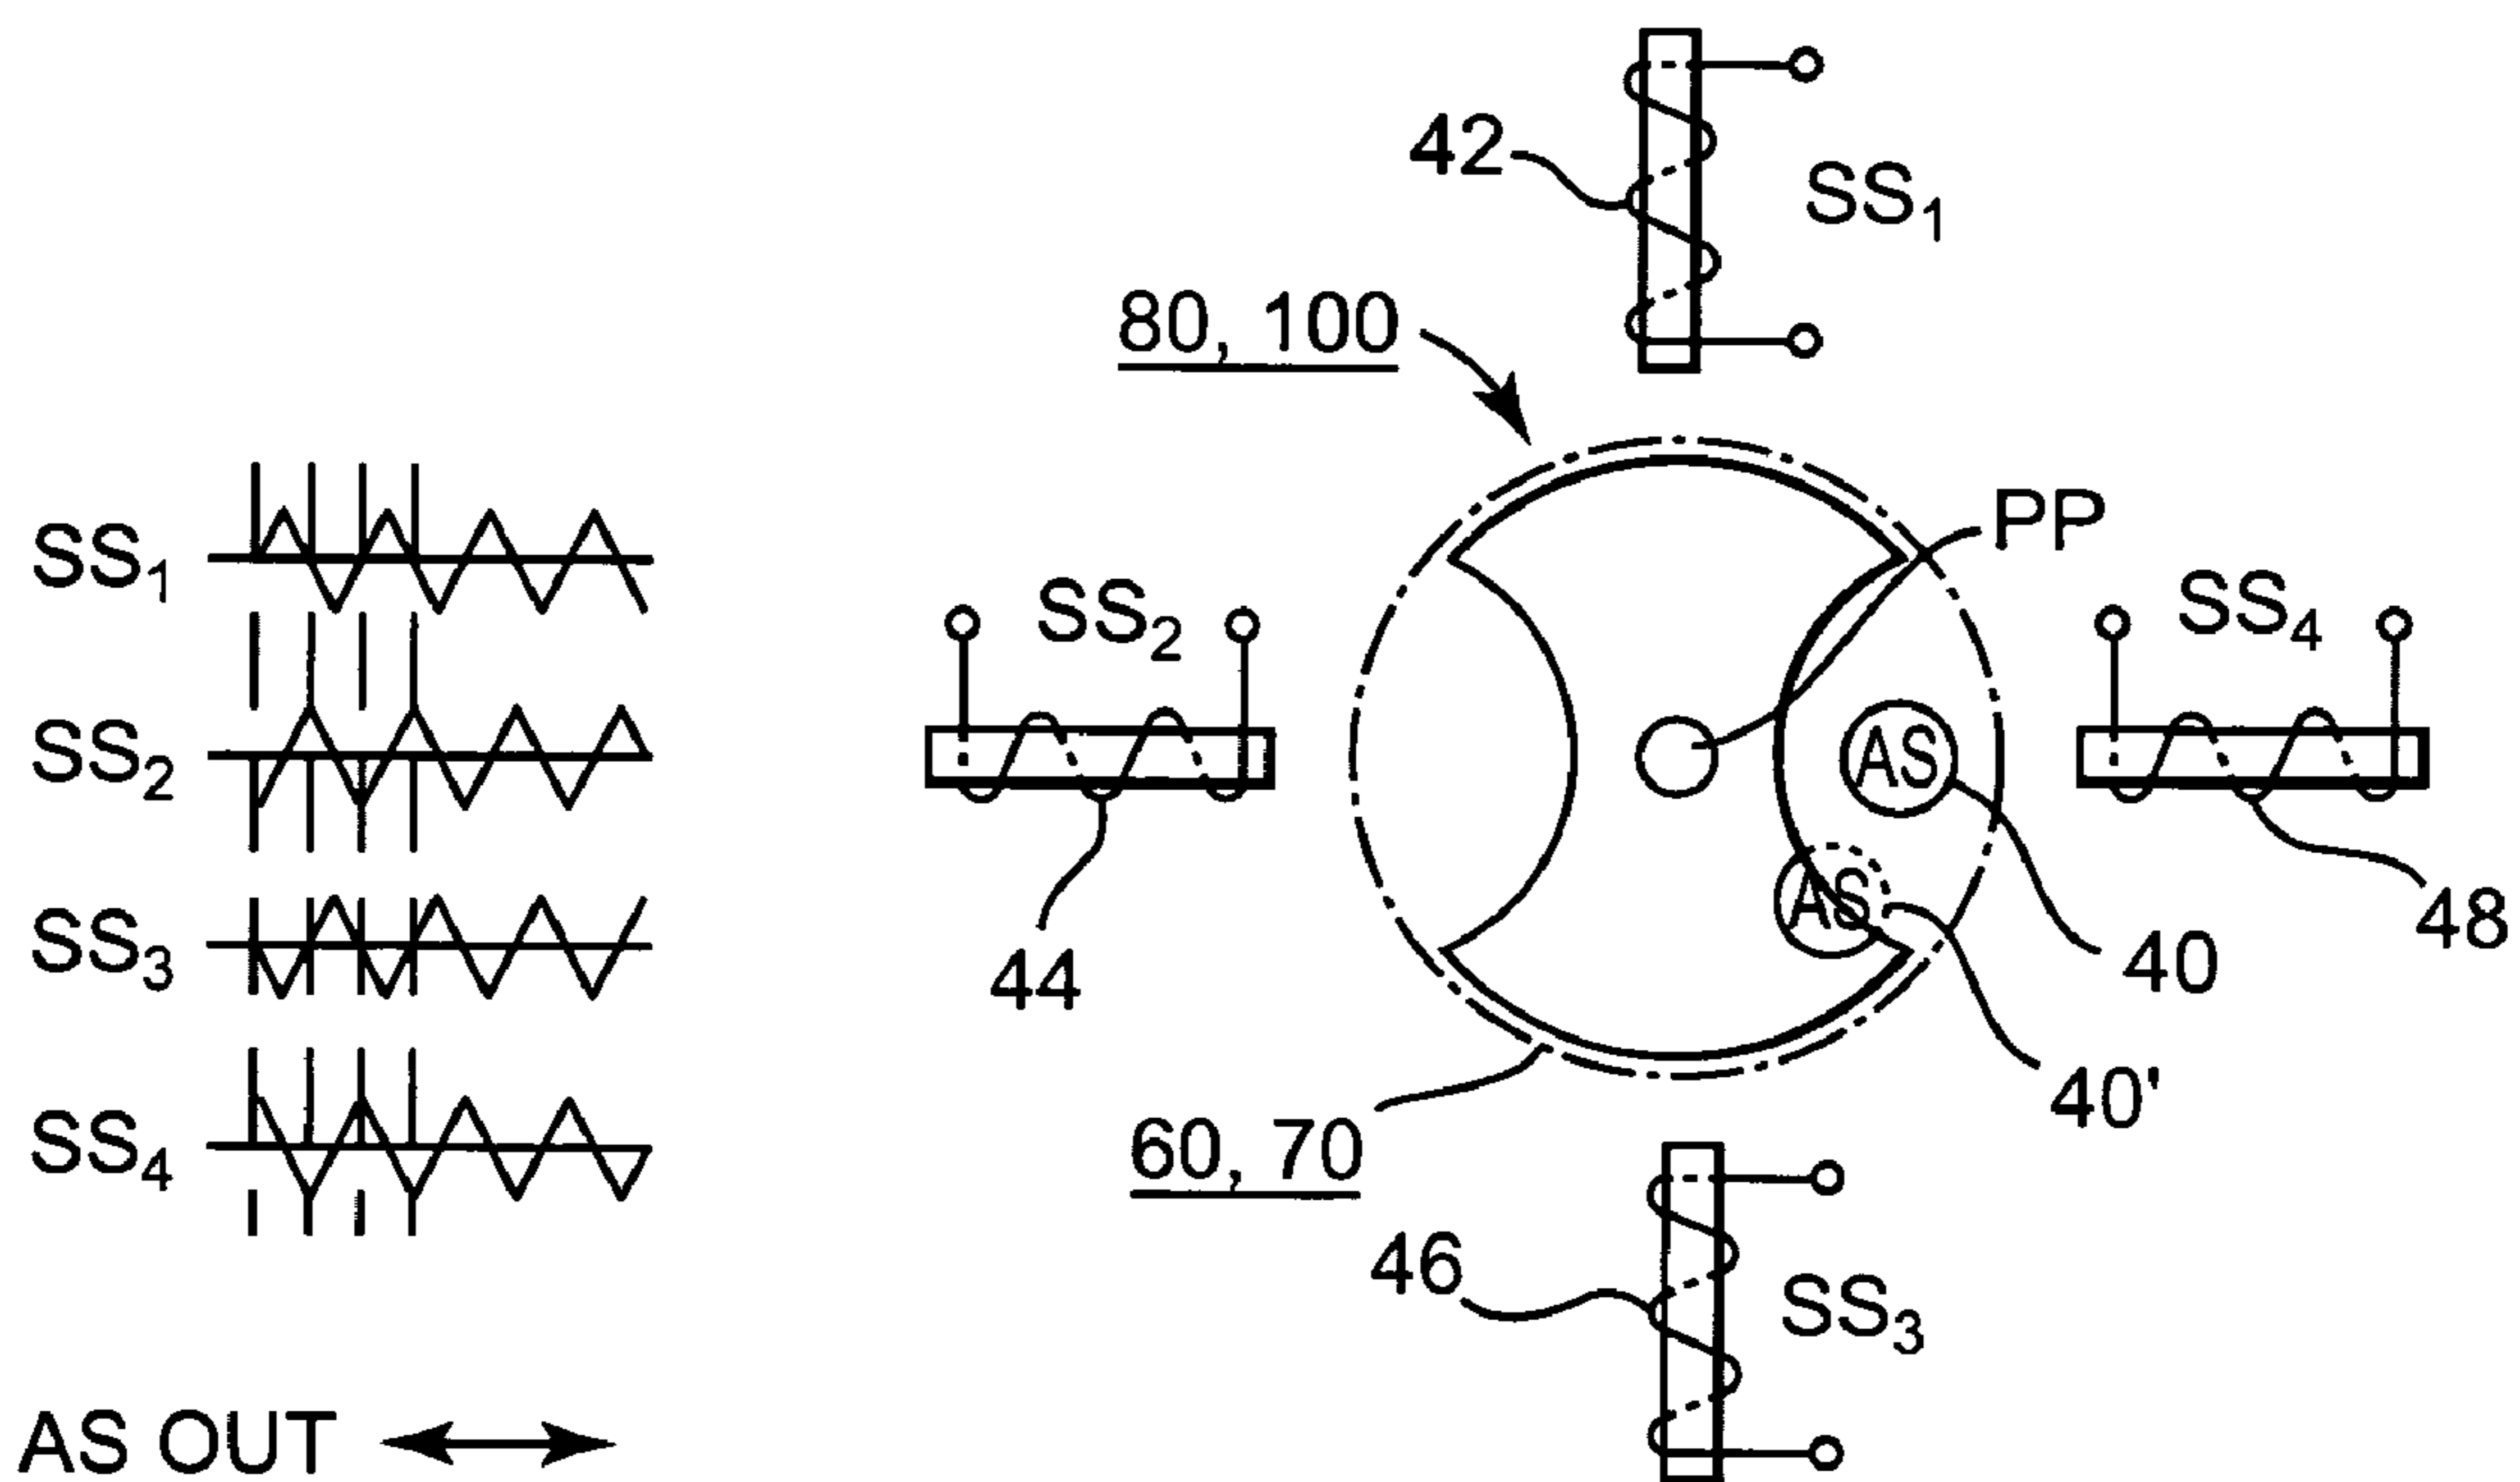 42
SS₁
80, 100
PP
SS₁
SS₂
SS₄
SS₂
AS
AS
44
40
48
SS₃
40'
60, 70
SS₄
46
SS₃
AS OUT